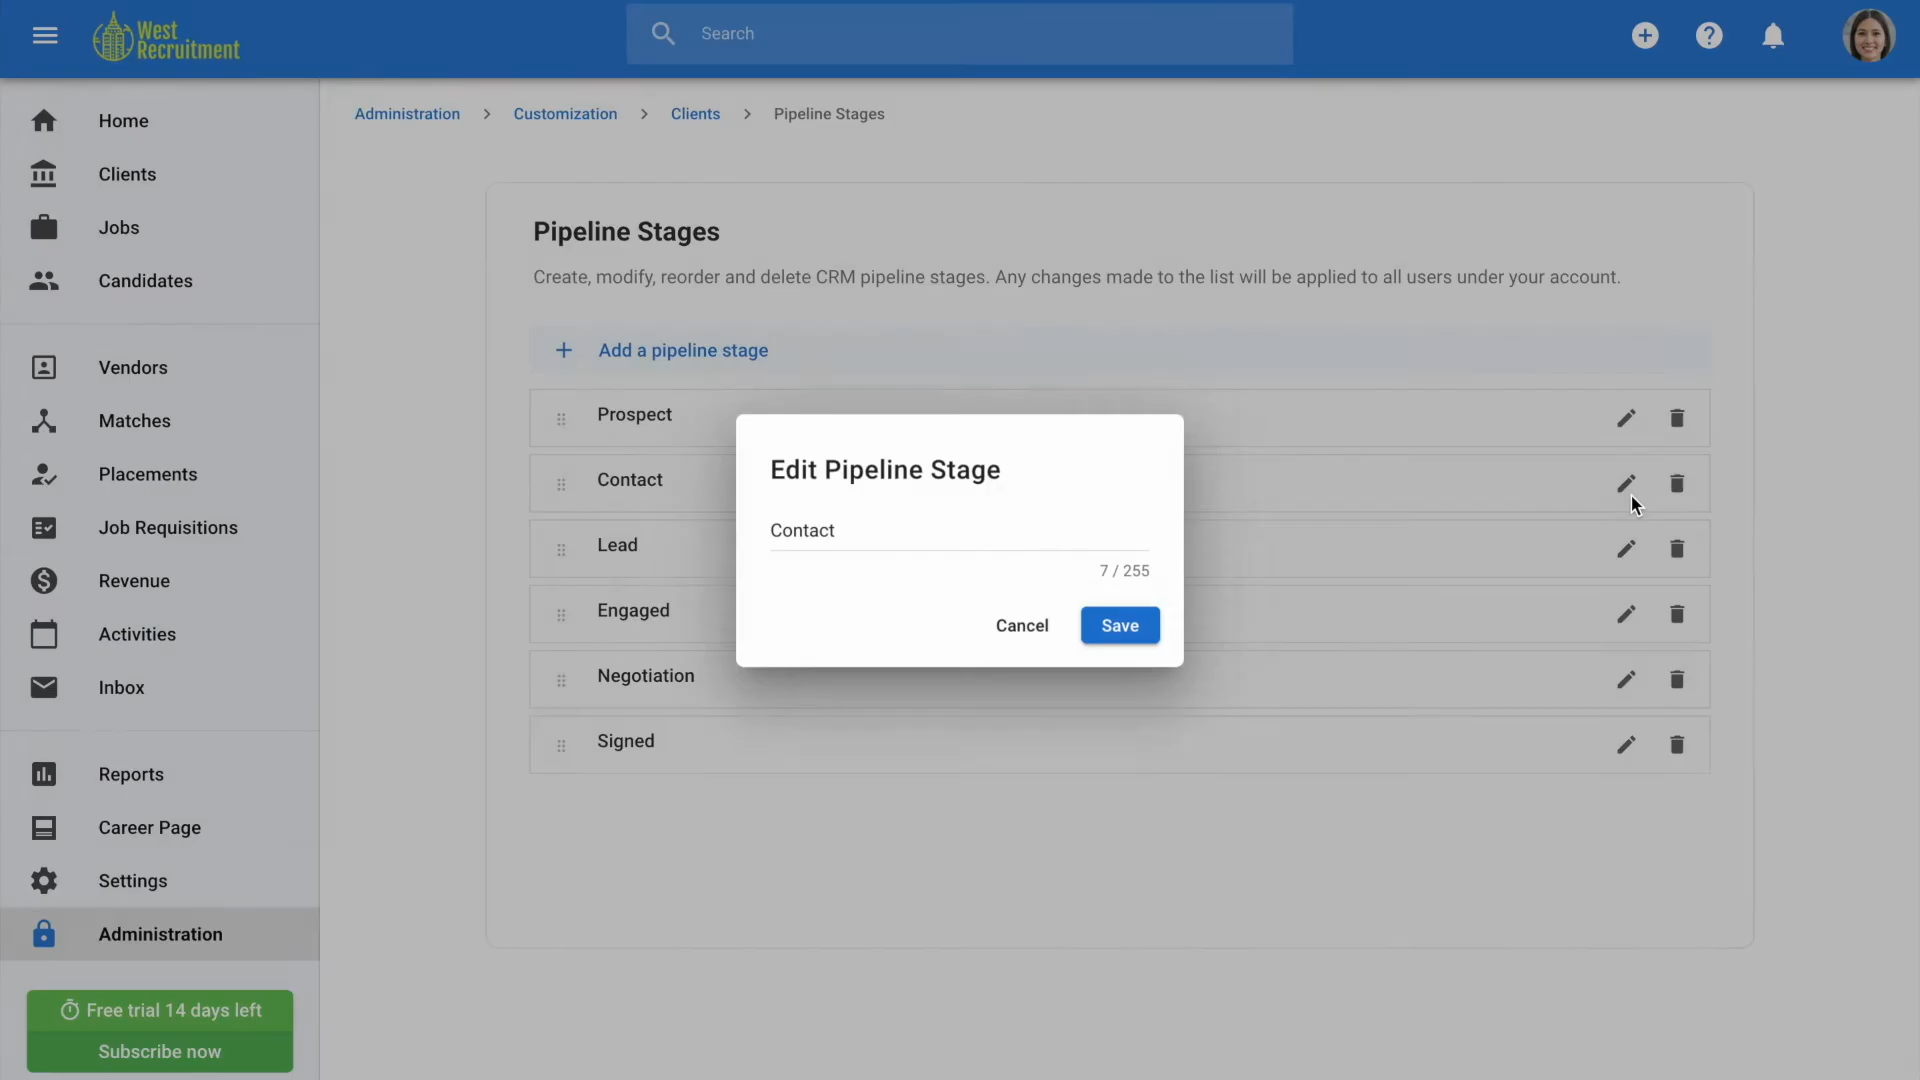 West
Recruitment
Search
Home
Clients
Jobs
Candidates
Vendors
Matches
Placements
Job Requisitions
Revenue
Activities
Inbox
Reports
Career Page
Settings
Administration
Free trial 14 days left
Subscribe now
Administration > Customization > Clients > Pipeline Stages
Pipeline Stages
Create, modify, reorder and delete CRM pipeline stages. Any changes made to the list will be applied to all users under your account.
+ Add a pipeline stage
Prospect
Contact
Lead
Engaged
Negotiation
Signed
Edit Pipeline Stage
Contact
7 / 255
Cancel Save